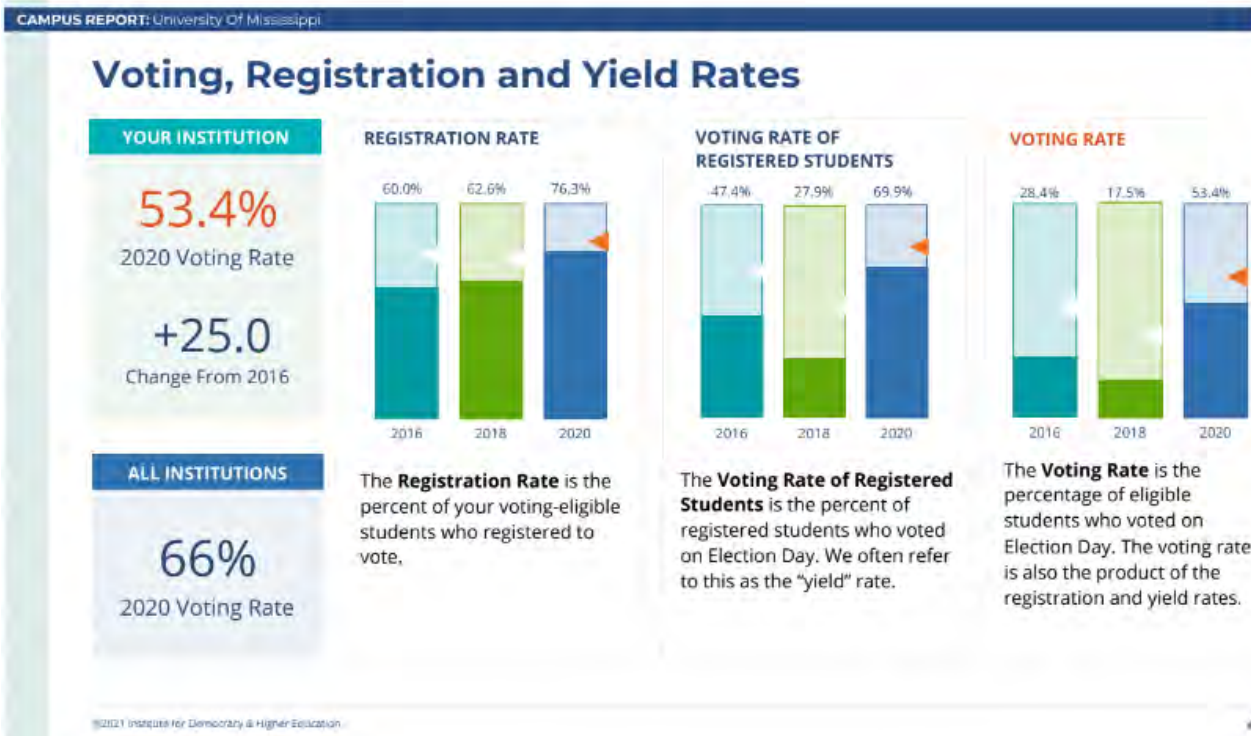 CAMPUS REPORT: University Of Mississippi
Voting, Registration and Yield Rates
YOUR INSTITUTION
53.4%
2020 Voting Rate
+25.0
Change From 2016
ALL INSTITUTIONS
66%
2020 Voting Rate
REGISTRATION RATE
60.0% 62.6% 76.3%
2016 2018 2020
The Registration Rate is the
percent of your voting-eligible
students who registered to
vote.
VOTING RATE OF
REGISTERED STUDENTS
47.4% 27.9% 69.9%
2016 2018 2020
The Voting Rate of Registered
Students is the percent of
registered students who voted
on Election Day. We often refer
to this as the "yield" rate.
VOTING RATE
28.4% 17.5% 53.4%
2016 2018 2020
The Voting Rate is the
percentage of eligible
students who voted on
Election Day. The voting rate
is also the product of the
registration and yield rates.
©2021 Institute for Democracy & Higher Education